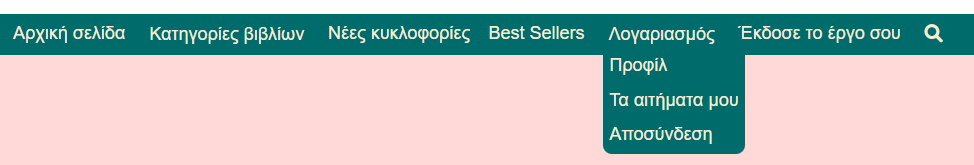 Αρχική σελίδα Κατηγορίες βιβλίων Νέες κυκλοφορίες Best Sellers Λογαριασμός Έκδοσε το έργο σου
Προφίλ
Τα αιτήματα μου
Αποσύνδεση